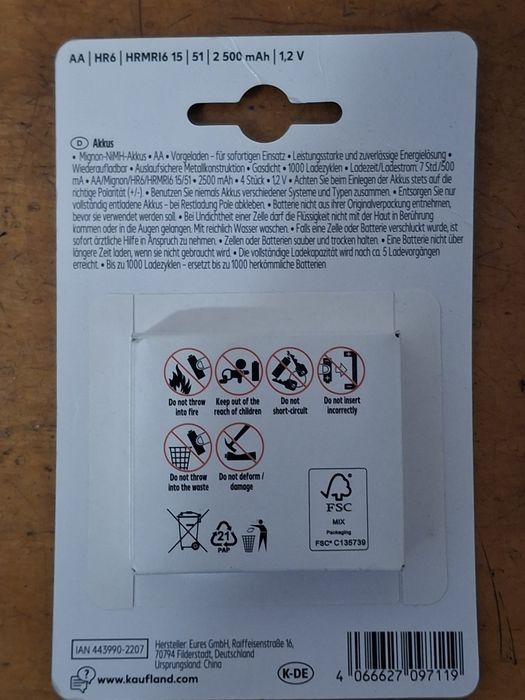 AA | HR6 | HRMRI6 15 | 51 | 2 500 mAh | 1,2 V
D Akkus
• Mignon-NiMH-Akkus • AA • Vorgeladen – für sofortigen Einsatz • Leistungsstarke und zuverlässige Energielösung •
Wiederaufladbar • Auslaufsichere Metallkonstruktion • Gasdicht • 1000 Ladezyklen • Ladezeit/Ladestrom: 7 Std./500
mA • AA/Mignon/HR6/HRMRI6 15/51 • 2500 mAh • 4 Stück • 1,2 V • Achten Sie beim Einlegen der Akkus stets auf die
richtige Polarität (+/-). • Benutzen Sie niemals Akkus verschiedener Systeme und Typen zusammen. • Entsorgen Sie nur
vollständig entladene Akkus – bei Restladung Pole abkleben. • Batterie nicht aus ihrer Originalverpackung entnehmen,
bevor sie verwendet werden soll. • Bei Undichtheit einer Zelle darf die Flüssigkeit nicht mit der Haut in Berührung
kommen oder in die Augen gelangen. Mit reichlich Wasser waschen. • Falls eine Zelle oder Batterie verschluckt wurde, ist
sofort ärztliche Hilfe in Anspruch zu nehmen. • Zellen oder Batterien sauber und trocken halten. • Eine Batterie nicht über
längere Zeit laden, wenn sie nicht gebraucht wird. • Die vollständige Ladekapazität wird nach ca. 5 Ladevorgängen
erreicht. • Bis zu 1000 Ladezyklen – ersetzt bis zu 1000 herkömmliche Batterien
Do not throw
into fire
Keep out of the
reach of children
Do not
short-circuit
Do not insert
incorrectly
Do not throw
into the waste
Do not deform /
damage
21
PAP
FSC
MIX
Packaging
FSC® C135739
IAN 443990-2207
Hersteller: Eures GmbH, Raiffeisenstraße 16,
70794 Filderstadt, Deutschland
Ursprungsland: China
www.kaufland.com
K-DE
4 066627 097119